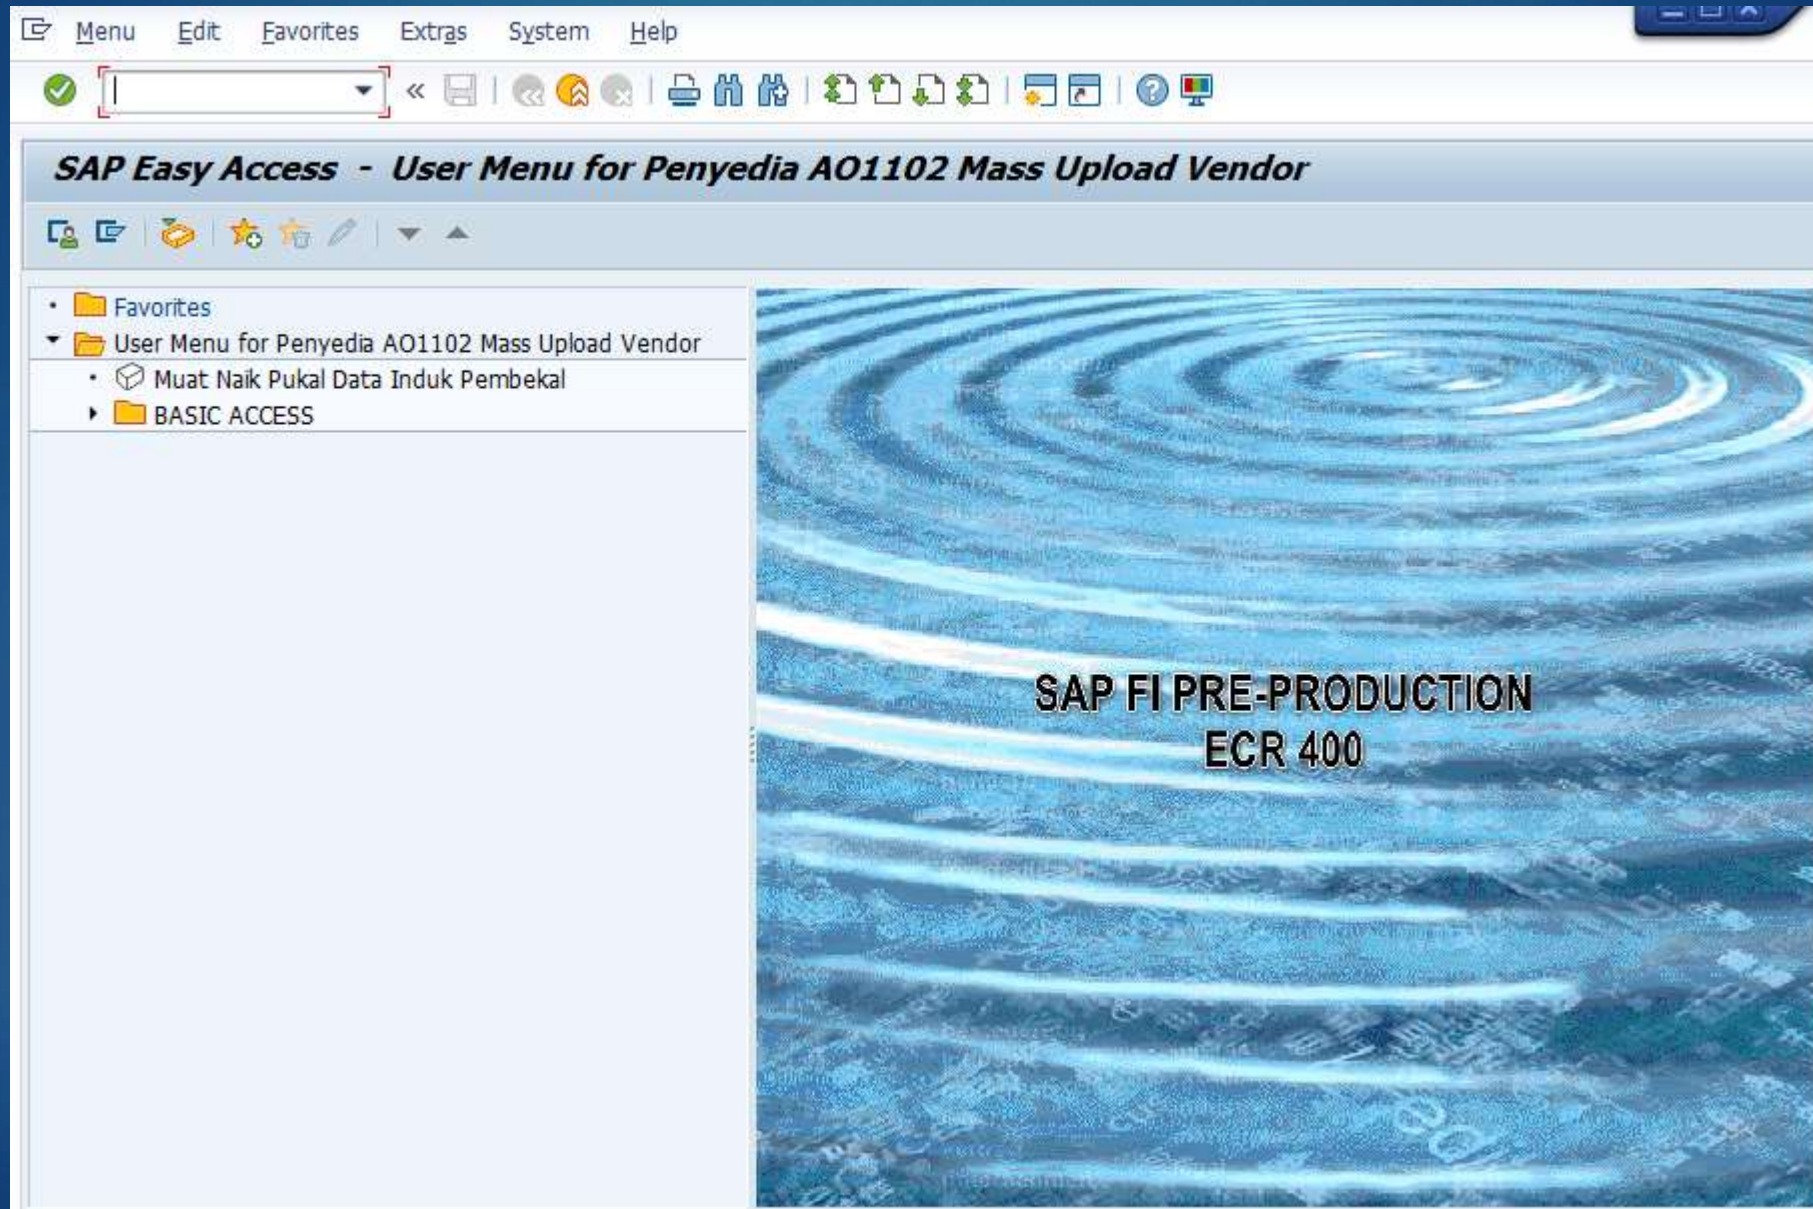 Menu Edit Favorites Extras System Help
SAP Easy Access - User Menu for Penyedia AO1102 Mass Upload Vendor
Favorites
User Menu for Penyedia AO1102 Mass Upload Vendor
Muat Naik Pukal Data Induk Pembekal
BASIC ACCESS
SAP FI PRE-PRODUCTION
ECR 400